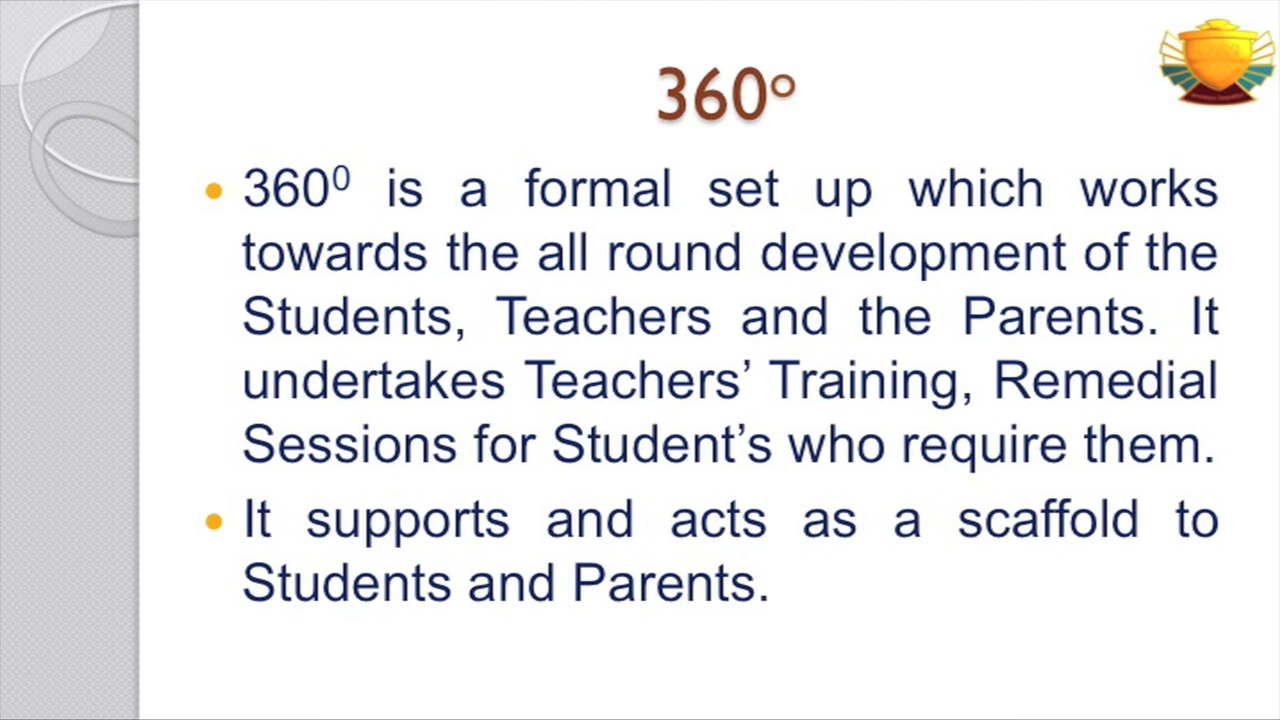 360°
• 360⁰ is a formal set up which works
towards the all round development of the
Students, Teachers and the Parents. It
undertakes Teachers’ Training, Remedial
Sessions for Student’s who require them.
• It supports and acts as a scaffold to
Students and Parents.